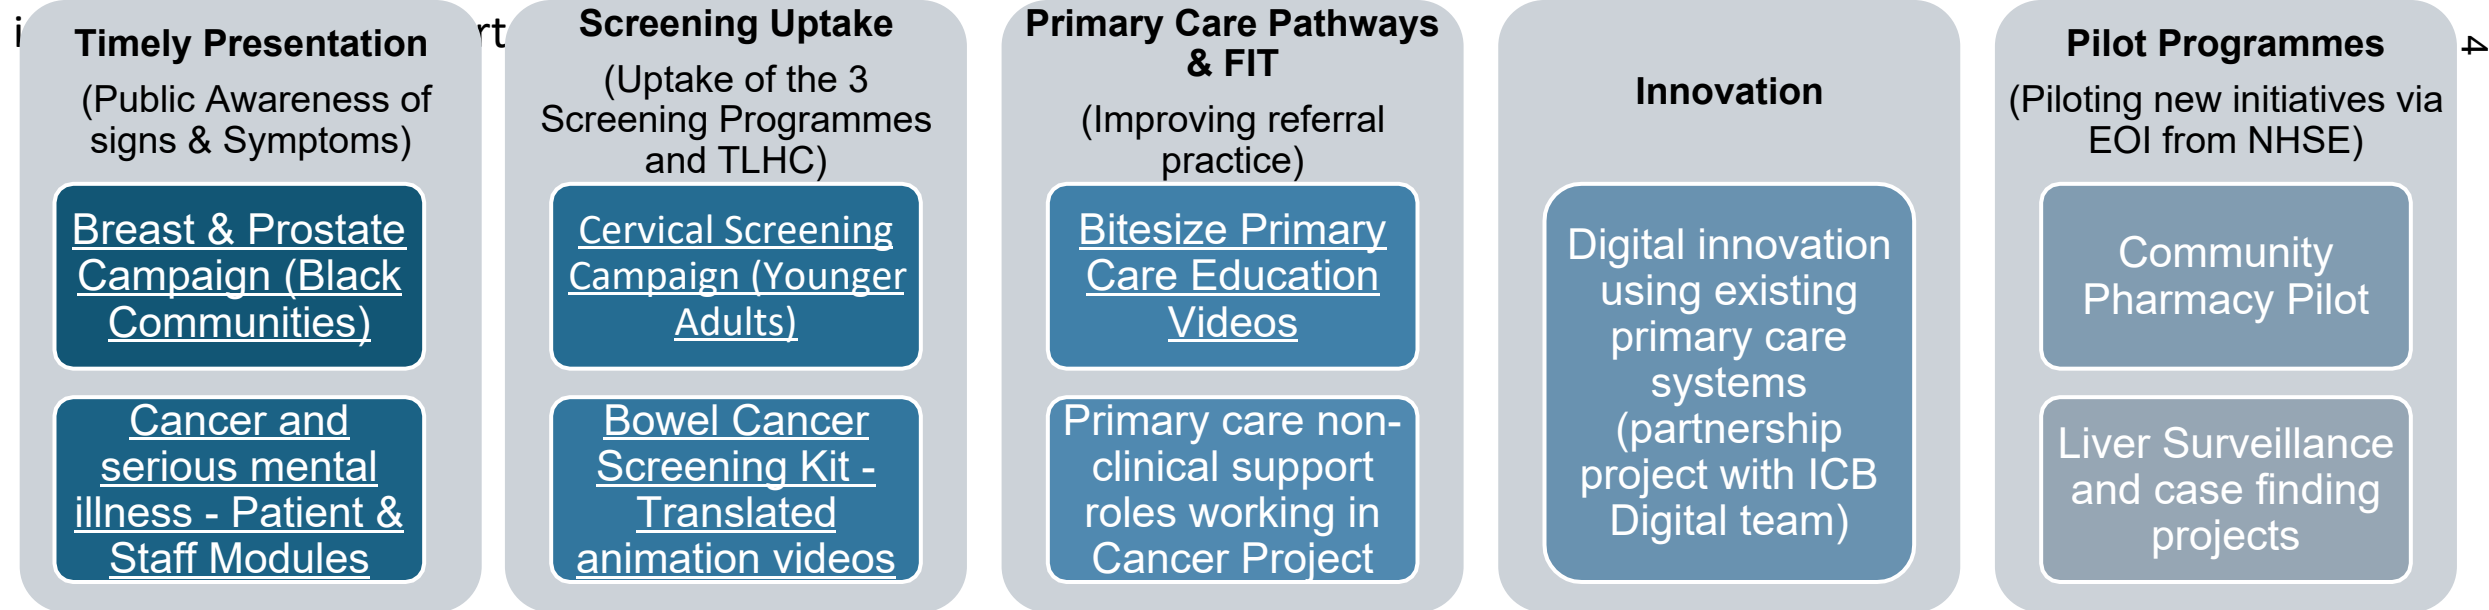 Timely Presentation
(Public Awareness of
signs & Symptoms)
Breast & Prostate
Campaign (Black
Communities)
Cancer and
serious mental
illness - Patient &
Staff Modules
Screening Uptake
(Uptake of the 3
Screening Programmes
and TLHC)
Cervical Screening
Campaign (Younger
Adults)
Bowel Cancer
Screening Kit -
Translated
animation videos
Primary Care Pathways
& FIT
(Improving referral
practice)
Bitesize Primary
Care Education
Videos
Primary care non-
clinical support
roles working in
Cancer Project
Innovation
Digital innovation
using existing
primary care
systems
(partnership
project with ICB
Digital team)
Pilot Programmes
(Piloting new initiatives via
EOI from NHSE)
Community
Pharmacy Pilot
Liver Surveillance
and case finding
projects
4